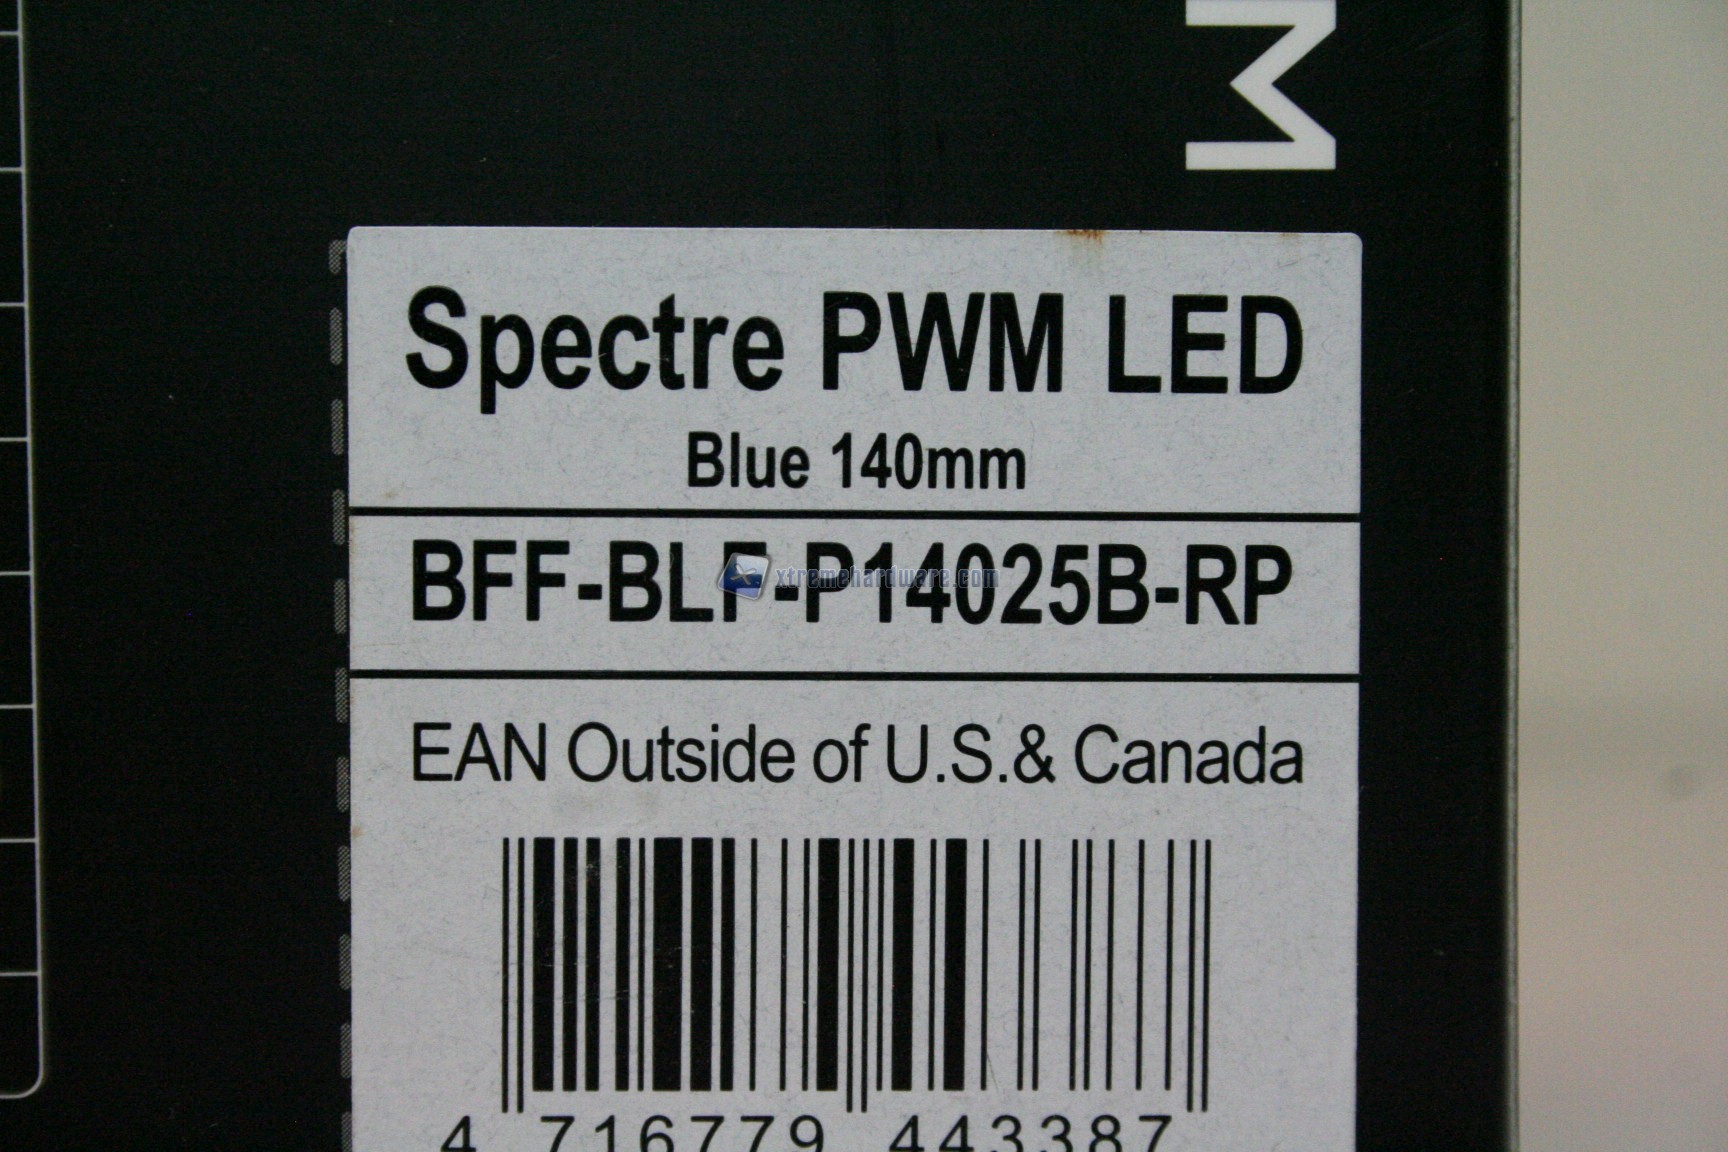 M
Spectre PWM LED
Blue 140mm
BFF-BLF-P14025B-RP
xtremehardware.com
EAN Outside of U.S.& Canada
4 716779 443387